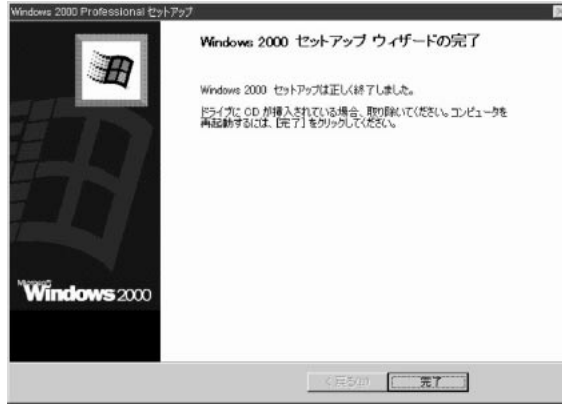 Windows 2000 Professional セットアップ
Windows 2000 セットアップ ウィザードの完了
Windows 2000 セットアップは正しく終了しました。
ドライブに CD が挿入されている場合、取り除いてください。コンピュータを
再起動するには、[完了] をクリックしてください。
Microsoft
Windows 2000
< 戻る(B)
完了